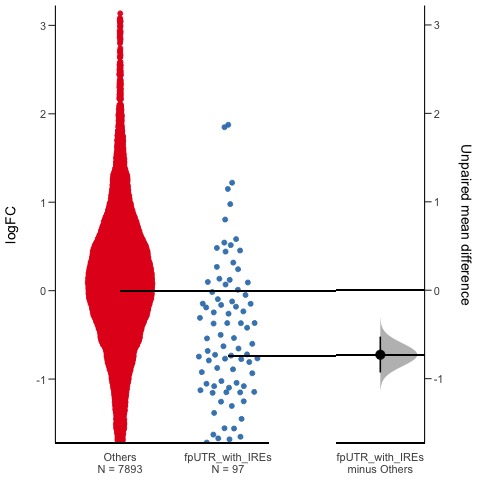 3
2
1
0
-1
logFC
3
2
1
0
-1
Unpaired mean difference
Others
N = 7893
fpUTR_with_IREs
N = 97
fpUTR_with_IREs
minus Others